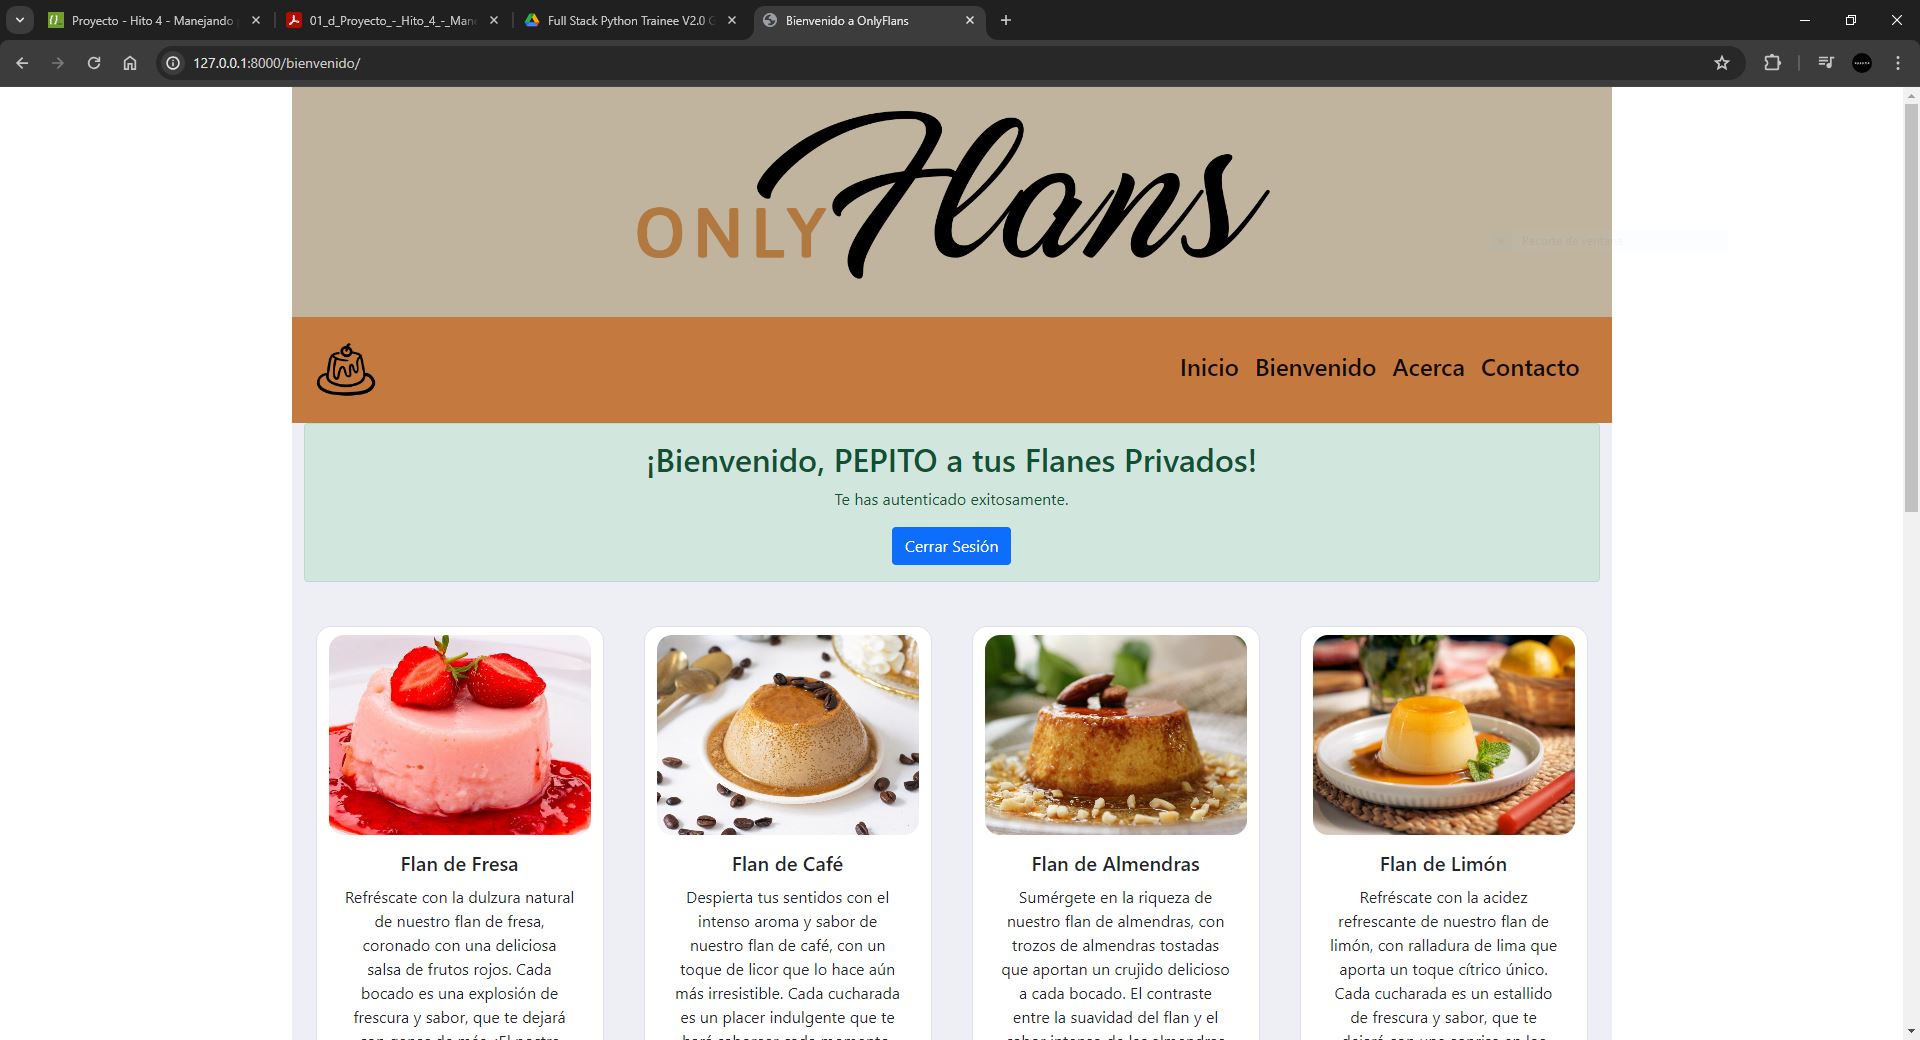 Proyecto - Hito 4 - Manejando
01_d_Proyecto_-_Hito_4_-_Mane
Full Stack Python Trainee V2.0 G
Bienvenido a OnlyFlans
127.0.0.1:8000/bienvenido/
ONLY Flans
Recorte de ventana
Inicio Bienvenido Acerca Contacto
¡Bienvenido, PEPITO a tus Flanes Privados!
Te has autenticado exitosamente.
Cerrar Sesión
Flan de Fresa
Refréscate con la dulzura natural
de nuestro flan de fresa,
coronado con una deliciosa
salsa de frutos rojos. Cada
bocado es una explosión de
frescura y sabor, que te dejará
Flan de Café
Despierta tus sentidos con el
intenso aroma y sabor de
nuestro flan de café, con un
toque de licor que lo hace aún
más irresistible. Cada cucharada
es un placer indulgente que te
Flan de Almendras
Sumérgete en la riqueza de
nuestro flan de almendras, con
trozos de almendras tostadas
que aportan un crujido delicioso
a cada bocado. El contraste
entre la suavidad del flan y el
Flan de Limón
Refréscate con la acidez
refrescante de nuestro flan de
limón, con ralladura de lima que
aporta un toque cítrico único.
Cada cucharada es un estallido
de frescura y sabor, que te